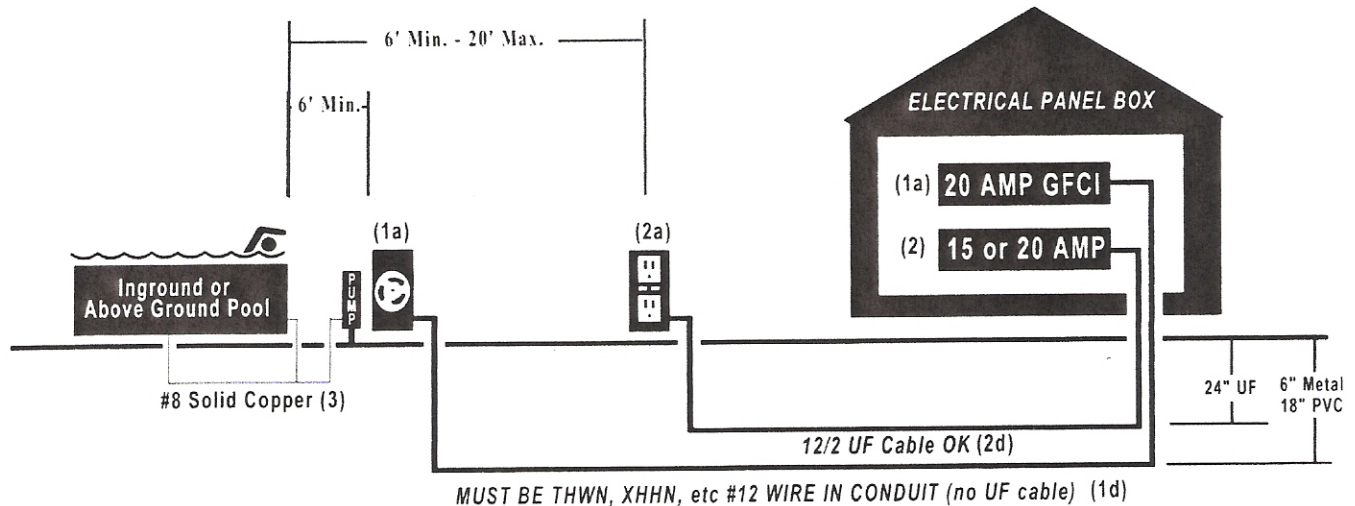 6' Min. - 20' Max.
6' Min.
ELECTRICAL PANEL BOX
(1a) 20 AMP GFCI
(2) 15 or 20 AMP
(1a)
(2a)
Inground or
Above Ground Pool
PUMP
#8 Solid Copper (3)
24" UF
6" Metal
18" PVC
12/2 UF Cable OK (2d)
MUST BE THWN, XHHN, etc #12 WIRE IN CONDUIT (no UF cable) (1d)